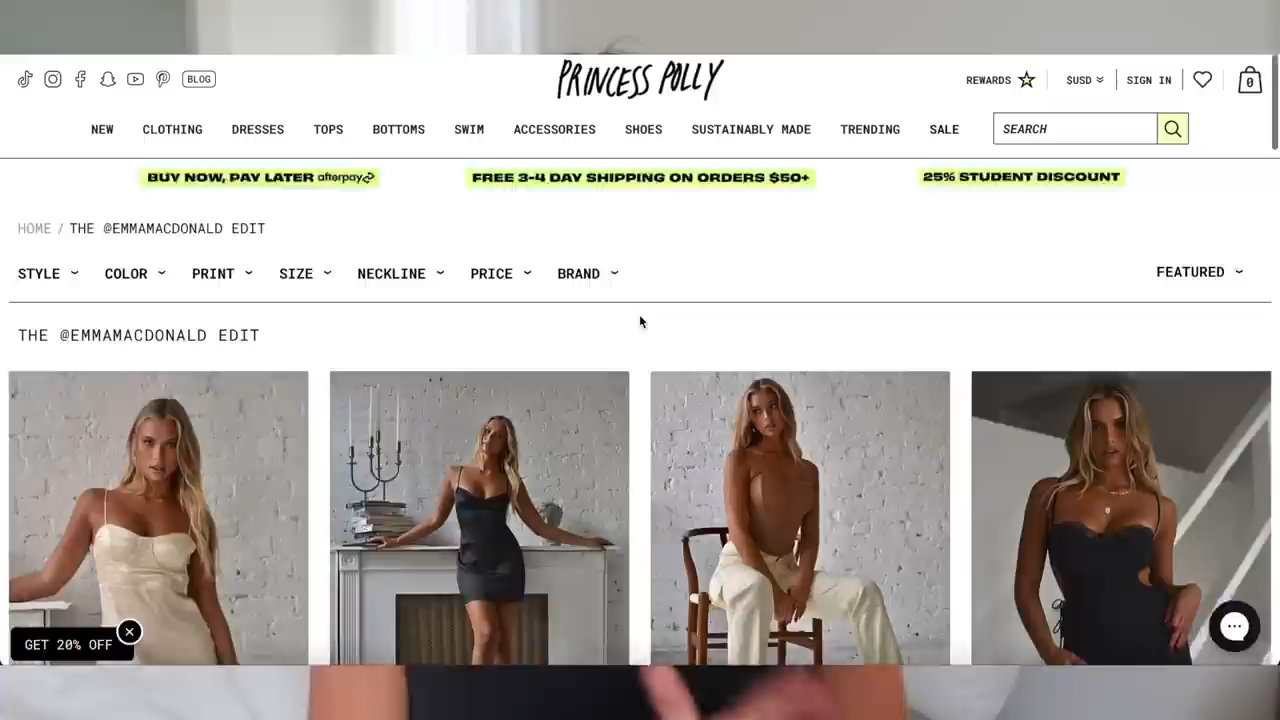 BLOG
PRINCESS POLLY
REWARDS
$USD
SIGN IN
0
NEW
CLOTHING
DRESSES
TOPS
BOTTOMS
SWIM
ACCESSORIES
SHOES
SUSTAINABLY MADE
TRENDING
SALE
SEARCH
BUY NOW, PAY LATER afterpay
FREE 3-4 DAY SHIPPING ON ORDERS $50+
25% STUDENT DISCOUNT
HOME / THE @EMMAMACDONALD EDIT
STYLE
COLOR
PRINT
SIZE
NECKLINE
PRICE
BRAND
FEATURED
THE @EMMAMACDONALD EDIT
GET 20% OFF